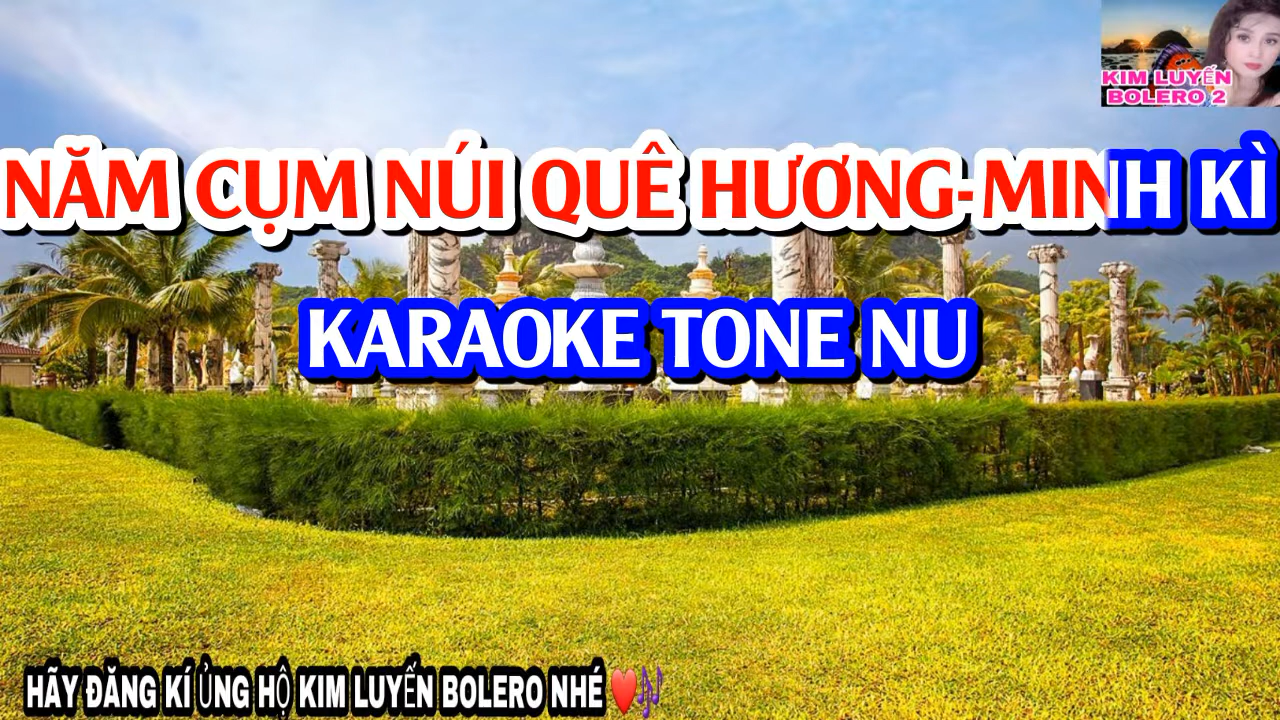 KIM LUYẾN
BOLERO 2
NĂM CỤM NÚI QUÊ HƯƠNG-MINH KÌ
KARAOKE TONE NU
HÃY ĐĂNG KÍ ỦNG HỘ KIM LUYẾN BOLERO NHÉ ❤️🎶